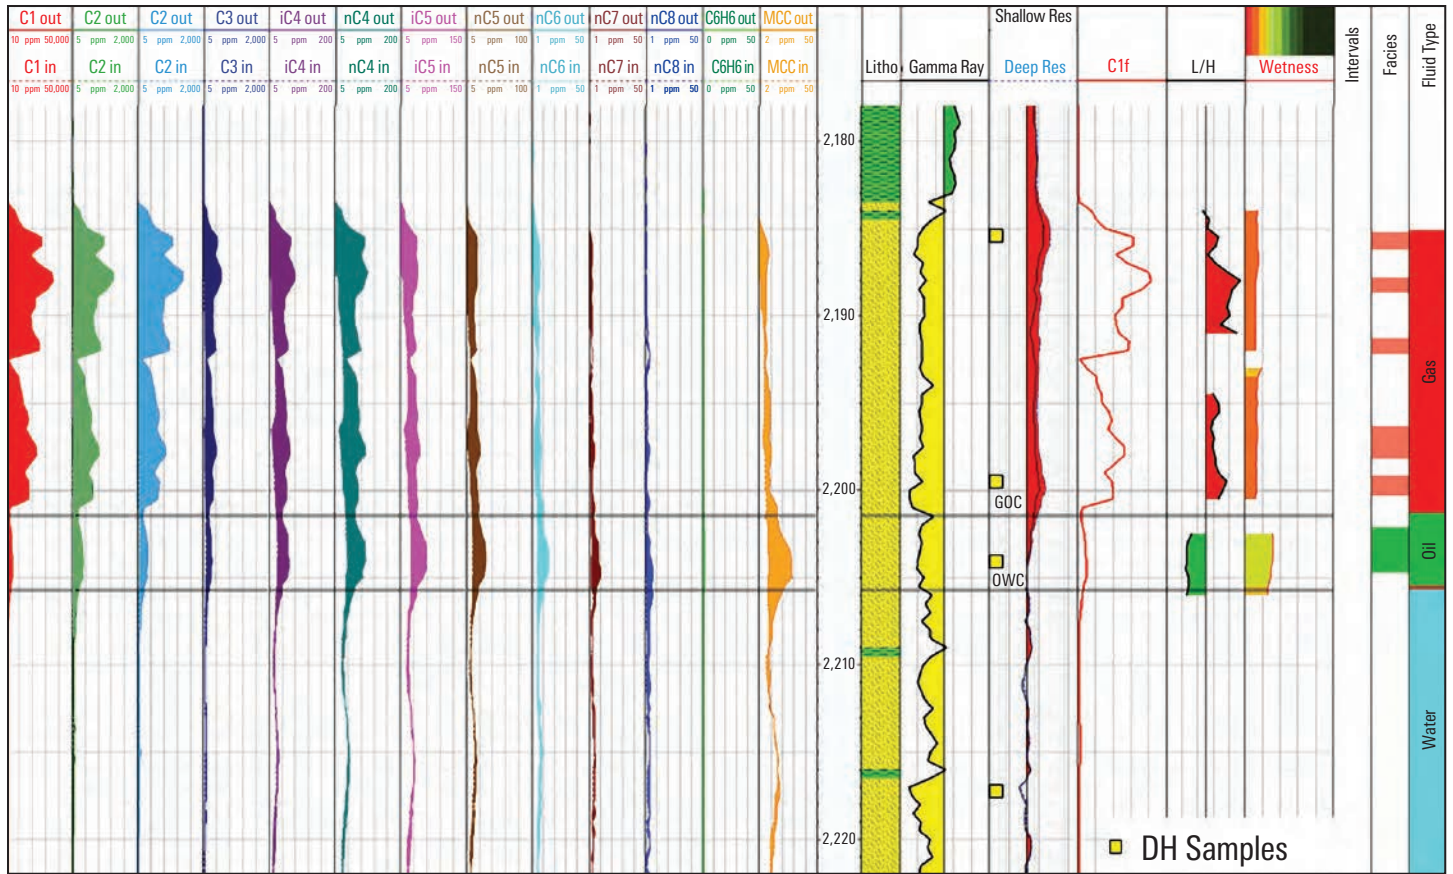 C1 out C2 out C2 out C3 out iC4 out nC4 out iC5 out nC5 out nC6 out nC7 out nC8 out C6H6 out MCC out Shallow Res
10 ppm 50,000 5 ppm 2,000 5 ppm 2,000 5 ppm 2,000 5 ppm 200 5 ppm 200 5 ppm 150 5 ppm 100 1 ppm 50 1 ppm 50 1 ppm 50 0 ppm 50 2 ppm 50
C1 in C2 in C2 in C3 in iC4 in nC4 in iC5 in nC5 in nC6 in nC7 in nC8 in C6H6 in MCC in Litho Gamma Ray Deep Res C1f L/H Wetness Intervals Facies Fluid Type
10 ppm 50,000 5 ppm 2,000 5 ppm 2,000 5 ppm 2,000 5 ppm 200 5 ppm 200 5 ppm 150 5 ppm 100 1 ppm 50 1 ppm 50 1 ppm 50 0 ppm 50 2 ppm 50
2,180
2,190
Gas
2,200
GOC
Oil
OWC
2,210
Water
2,220
DH Samples